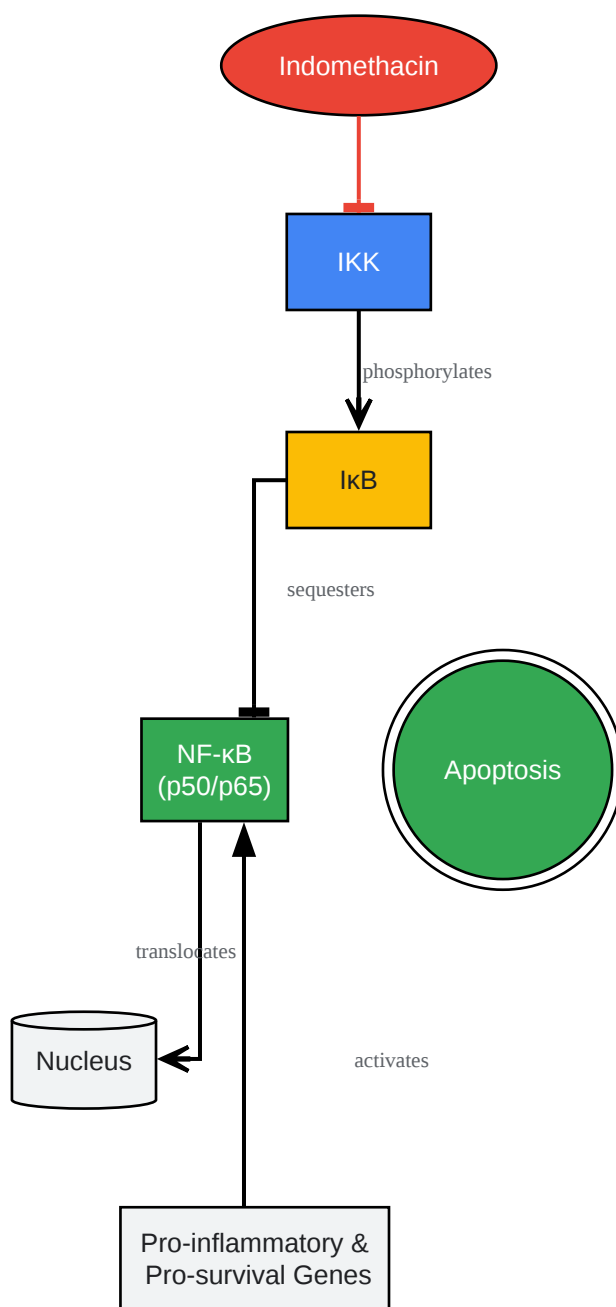 Indomethacin
IKK
phosphorylates
IκB
sequesters
NF-κB
(p50/p65)
Apoptosis
translocates
Nucleus
activates
Pro-inflammatory &
Pro-survival Genes